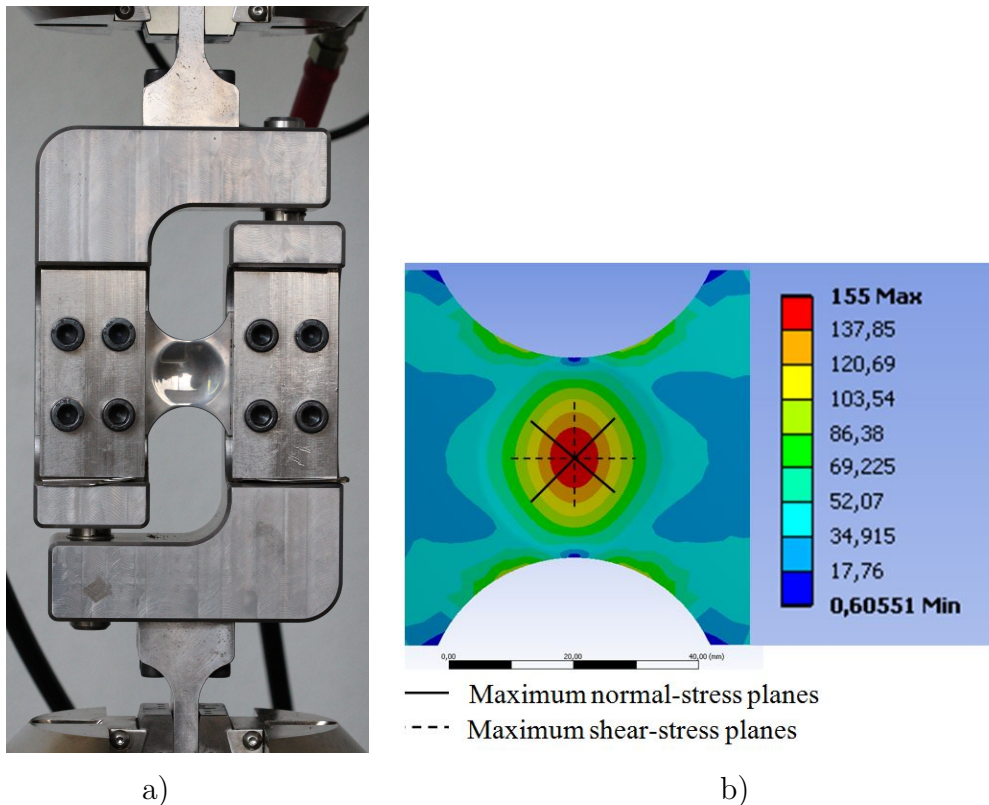 155 Max
137,85
120,69
103,54
86,38
69,225
52,07
34,915
17,76
0,60551 Min
0,00
20,00
40,00 (mm)
Maximum normal-stress planes
Maximum shear-stress planes
a)
b)